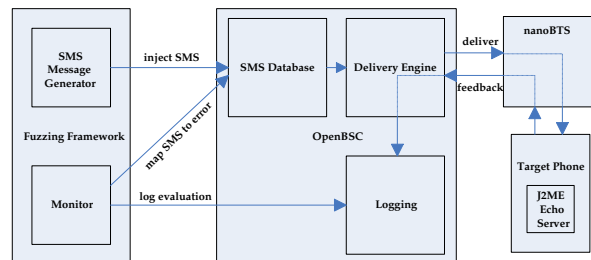 SMS
Message
Generator
inject SMS
SMS Database
Delivery Engine
deliver
nanoBTS
feedback
Fuzzing Framework
map SMS to error
OpenBSC
Target Phone
J2ME
Echo
Server
Monitor
log evaluation
Logging